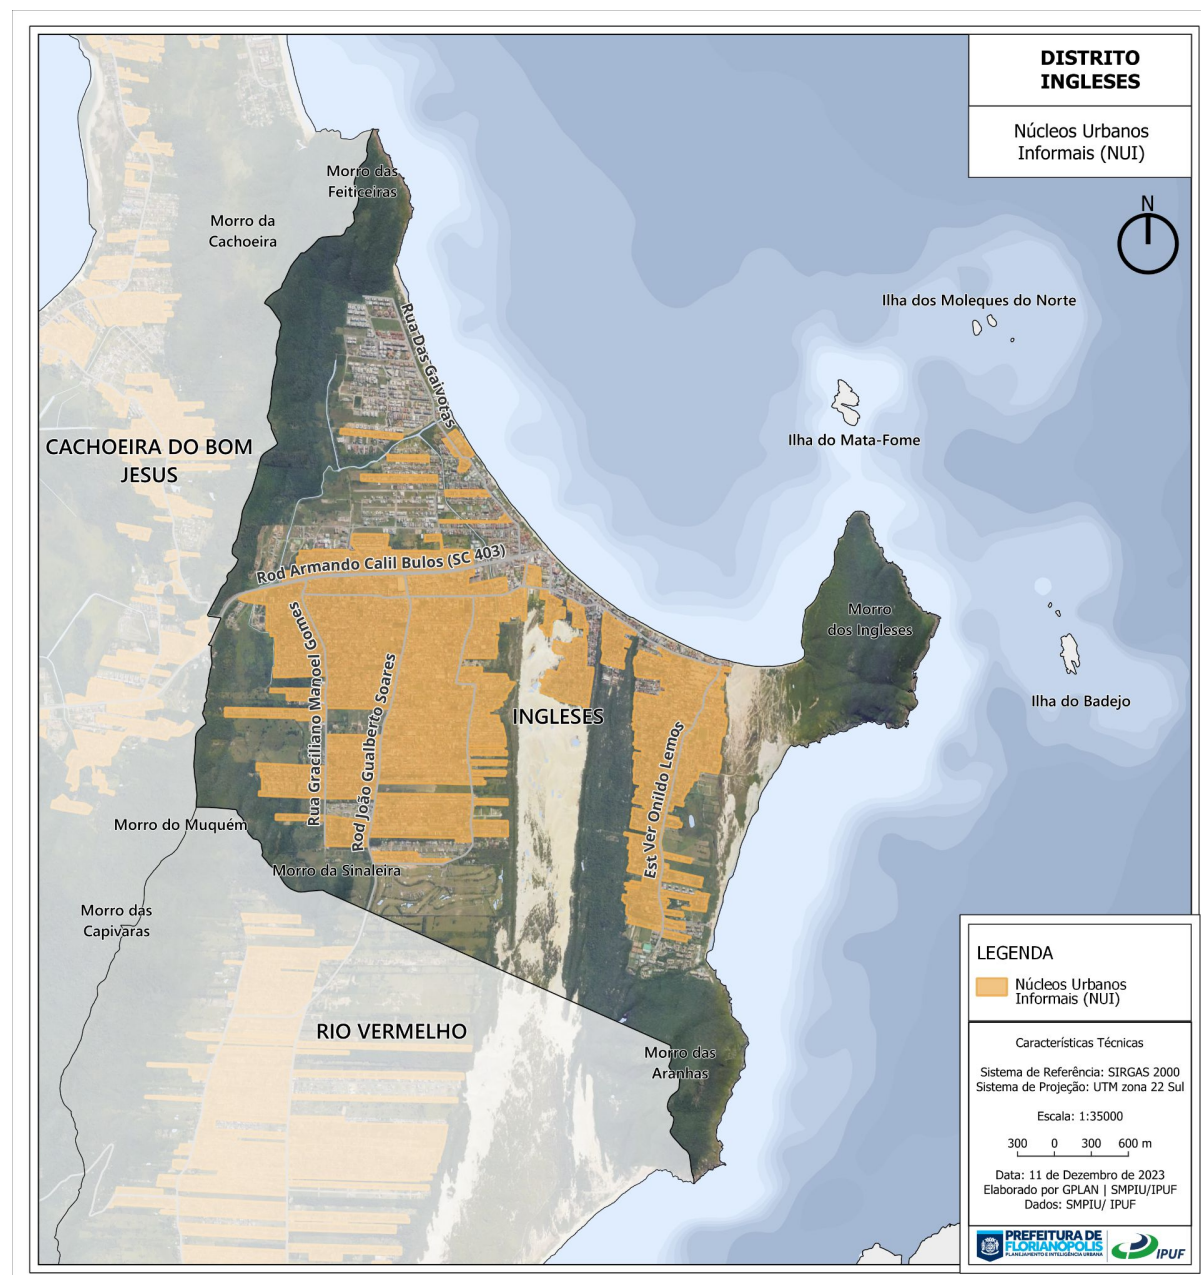 DISTRITO
INGLESES
Núcleos Urbanos
Informais (NUI)
N
Morro das
Feiticeiras
Morro da
Cachoeira
Ilha dos Moleques do Norte
Rua Das Gaivotas
Ilha do Mata-Fome
CACHOEIRA DO BOM
JESUS
Rod Armando Calil Bulos (SC 403)
Morro
dos Ingleses
Rua Graciliano Manoel Gomes
Rod João Gualberto Soares
INGLESES
Ilha do Badejo
Est Ver Onildo Lemos
Morro do Muquém
Morro da Sinaleira
Morro das
Capivaras
RIO VERMELHO
Morro das
Aranhas
LEGENDA
Núcleos Urbanos
Informais (NUI)
Características Técnicas
Sistema de Referência: SIRGAS 2000
Sistema de Projeção: UTM zona 22 Sul
Escala: 1:35000
300 0 300 600 m
Data: 11 de Dezembro de 2023
Elaborado por GPLAN | SMPIU/IPUF
Dados: SMPIU/ IPUF
PREFEITURA DE
FLORIANÓPOLIS
PLANEJAMENTO E INTELIGÊNCIA URBANA
IPUF